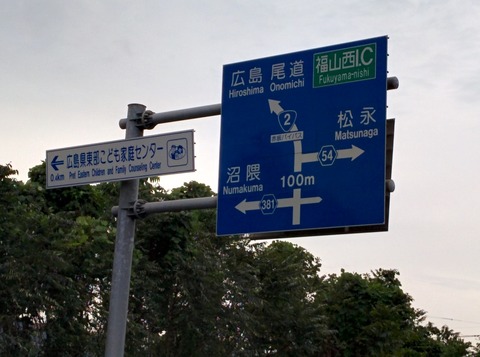 広島県東部こども家庭センター
0.4km Pref. Eastern Children and Family Counseling Center
広島 尾道
Hiroshima Onomichi
福山西I.C
Fukuyama-nishi
2
松永
Matsunaga
54
沼隈
Numakuma
100m
381